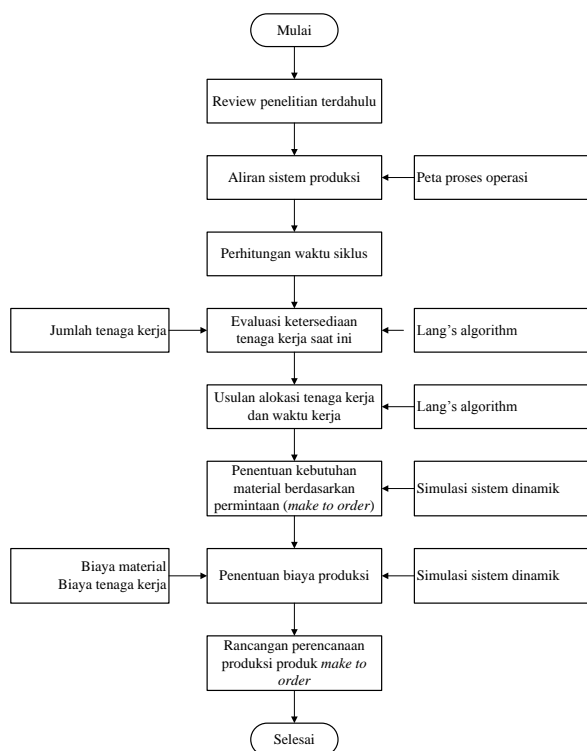 Mulai
Review penelitian terdahulu
Aliran sistem produksi
Peta proses operasi
Perhitungan waktu siklus
Jumlah tenaga kerja
Evaluasi ketersediaan
tenaga kerja saat ini
Lang’s algorithm
Usulan alokasi tenaga kerja
dan waktu kerja
Lang’s algorithm
Penentuan kebutuhan
material berdasarkan
permintaan (make to order)
Simulasi sistem dinamik
Biaya material
Biaya tenaga kerja
Penentuan biaya produksi
Simulasi sistem dinamik
Rancangan perencanaan
produksi produk make to
order
Selesai